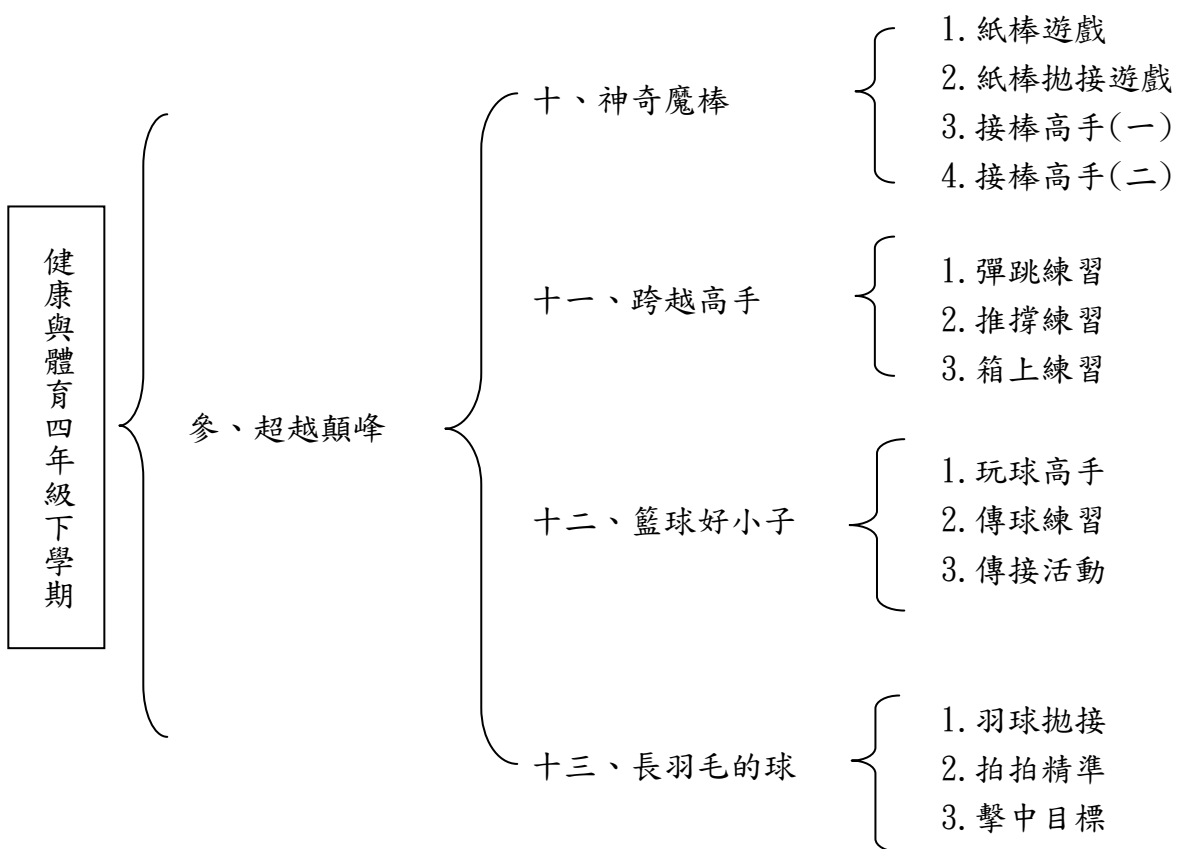 健康與體育四年級下學期
參、超越顛峰
十、神奇魔棒
1.紙棒遊戲
2.紙棒拋接遊戲
3.接棒高手(一)
4.接棒高手(二)
十一、跨越高手
1.彈跳練習
2.推撐練習
3.箱上練習
十二、籃球好小子
1.玩球高手
2.傳球練習
3.傳接活動
十三、長羽毛的球
1.羽球拋接
2.拍拍精準
3.擊中目標